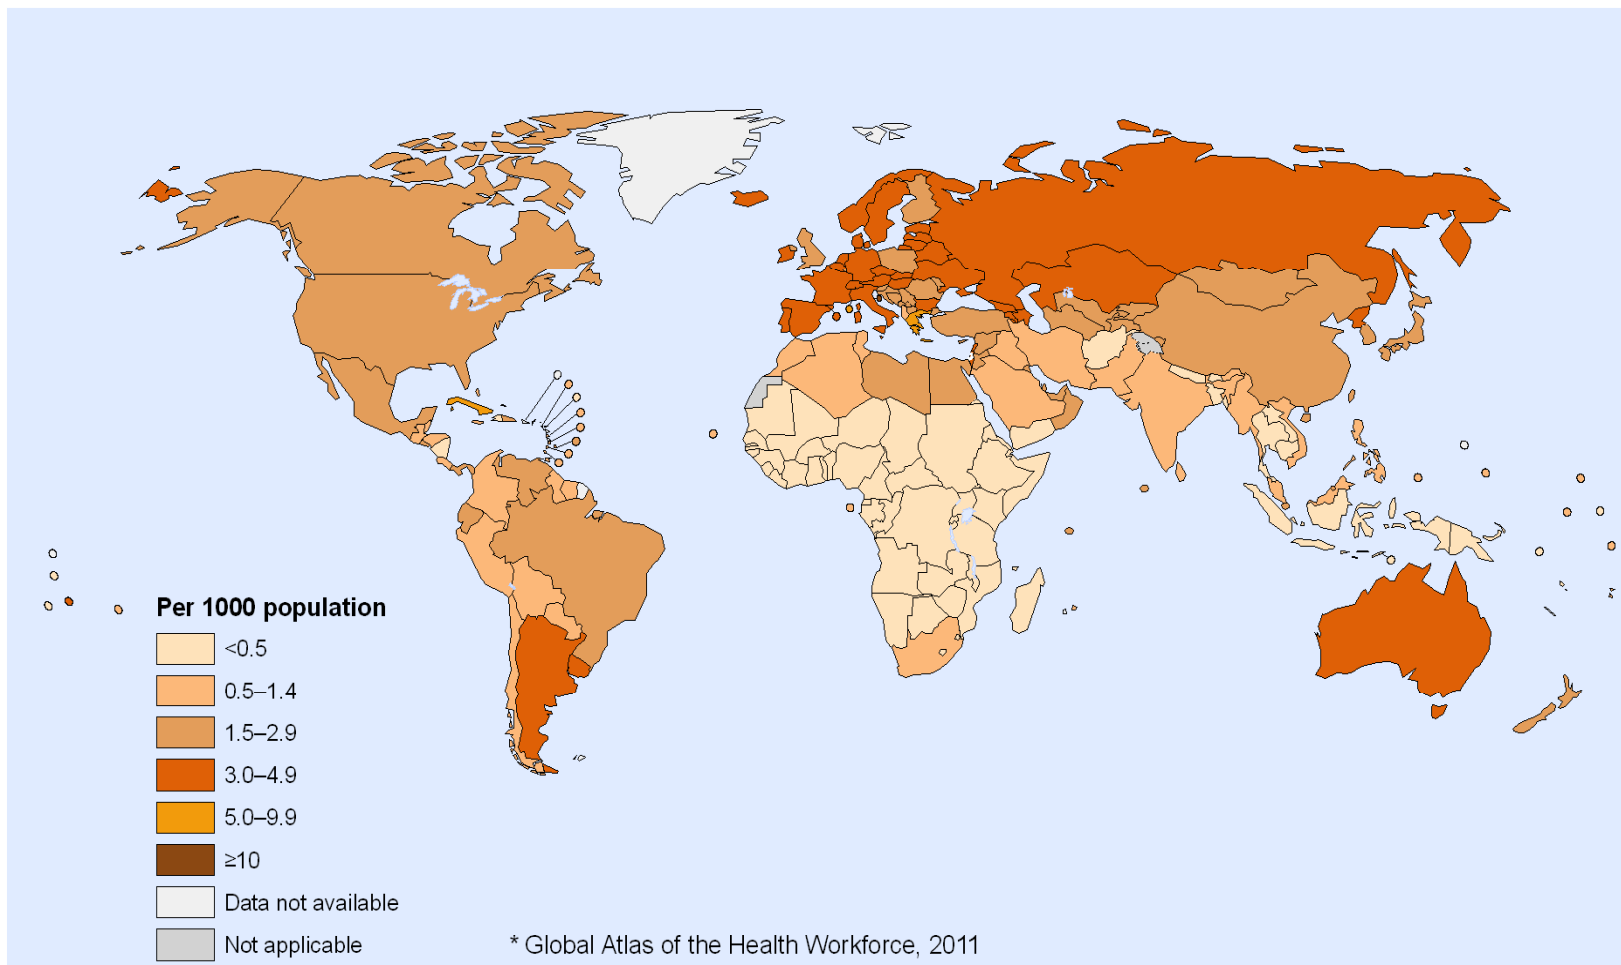 Per 1000 population
<0.5
0.5–1.4
1.5–2.9
3.0–4.9
5.0–9.9
≥10
Data not available
Not applicable
* Global Atlas of the Health Workforce, 2011